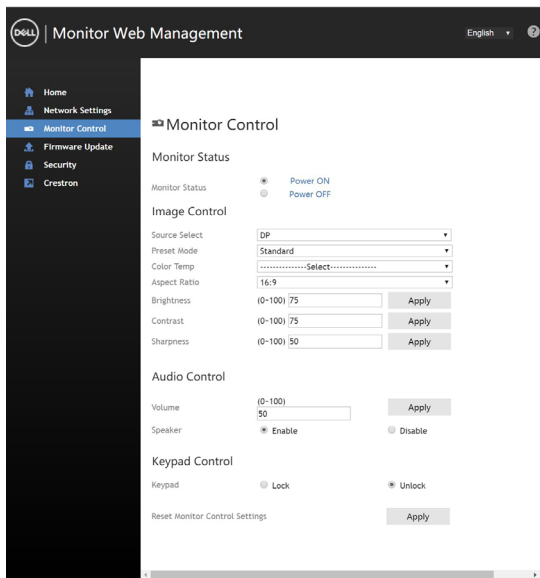 DELL | Monitor Web Management
English
?
Home
Network Settings
Monitor Control
Firmware Update
Security
Crestron
Monitor Control
Monitor Status
Monitor Status Power ON
Power OFF
Image Control
Source Select DP
Preset Mode Standard
Color Temp ---------------Select---------------
Aspect Ratio 16:9
Brightness (0~100) 75 Apply
Contrast (0~100) 75 Apply
Sharpness (0~100) 50 Apply
Audio Control
(0~100)
Volume 50 Apply
Speaker Enable Disable
Keypad Control
Keypad Lock Unlock
Reset Monitor Control Settings Apply